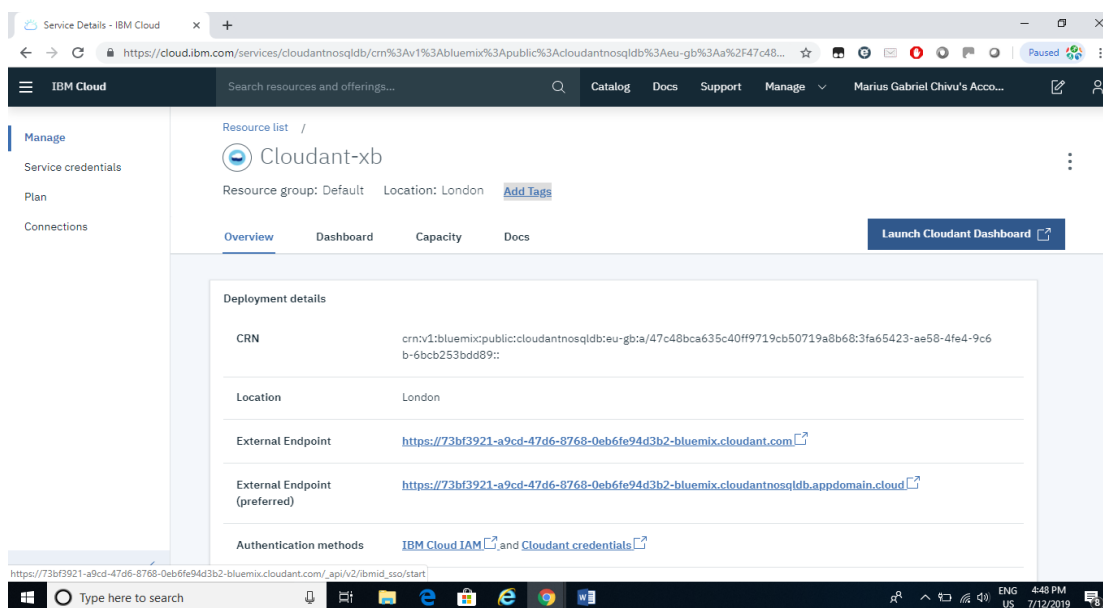 Service Details - IBM Cloud
https://cloud.ibm.com/services/cloudantnosqldb/crn%3Av1%3Abluemix%3Apublic%3Acloudantnosqldb%3Aeu-gb%3Aa%2F47c48...
Paused
IBM Cloud
Search resources and offerings...
Catalog Docs Support Manage Marius Gabriel Chivu's Acco...
Manage
Service credentials
Plan
Connections
Resource list /
Cloudant-xb
Resource group: Default Location: London Add Tags
Overview Dashboard Capacity Docs
Launch Cloudant Dashboard
Deployment details
CRN crn:v1:bluemix:public:cloudantnosqldb:eu-gb:a/47c48bca635c40ff9719cb50719a8b68:3fa65423-ae58-4fe4-9c6
b-6bcb253bdd89::
Location London
External Endpoint https://73bf3921-a9cd-47d6-8768-0eb6fe94d3b2-bluemix.cloudant.com
External Endpoint https://73bf3921-a9cd-47d6-8768-0eb6fe94d3b2-bluemix.cloudantnosqldb.appdomain.cloud
(preferred)
Authentication methods IBM Cloud IAM and Cloudant credentials
https://73bf3921-a9cd-47d6-8768-0eb6fe94d3b2-bluemix.cloudant.com/_api/v2/ibmid_sso/start
Type here to search
ENG 4:48 PM
US 7/12/2019